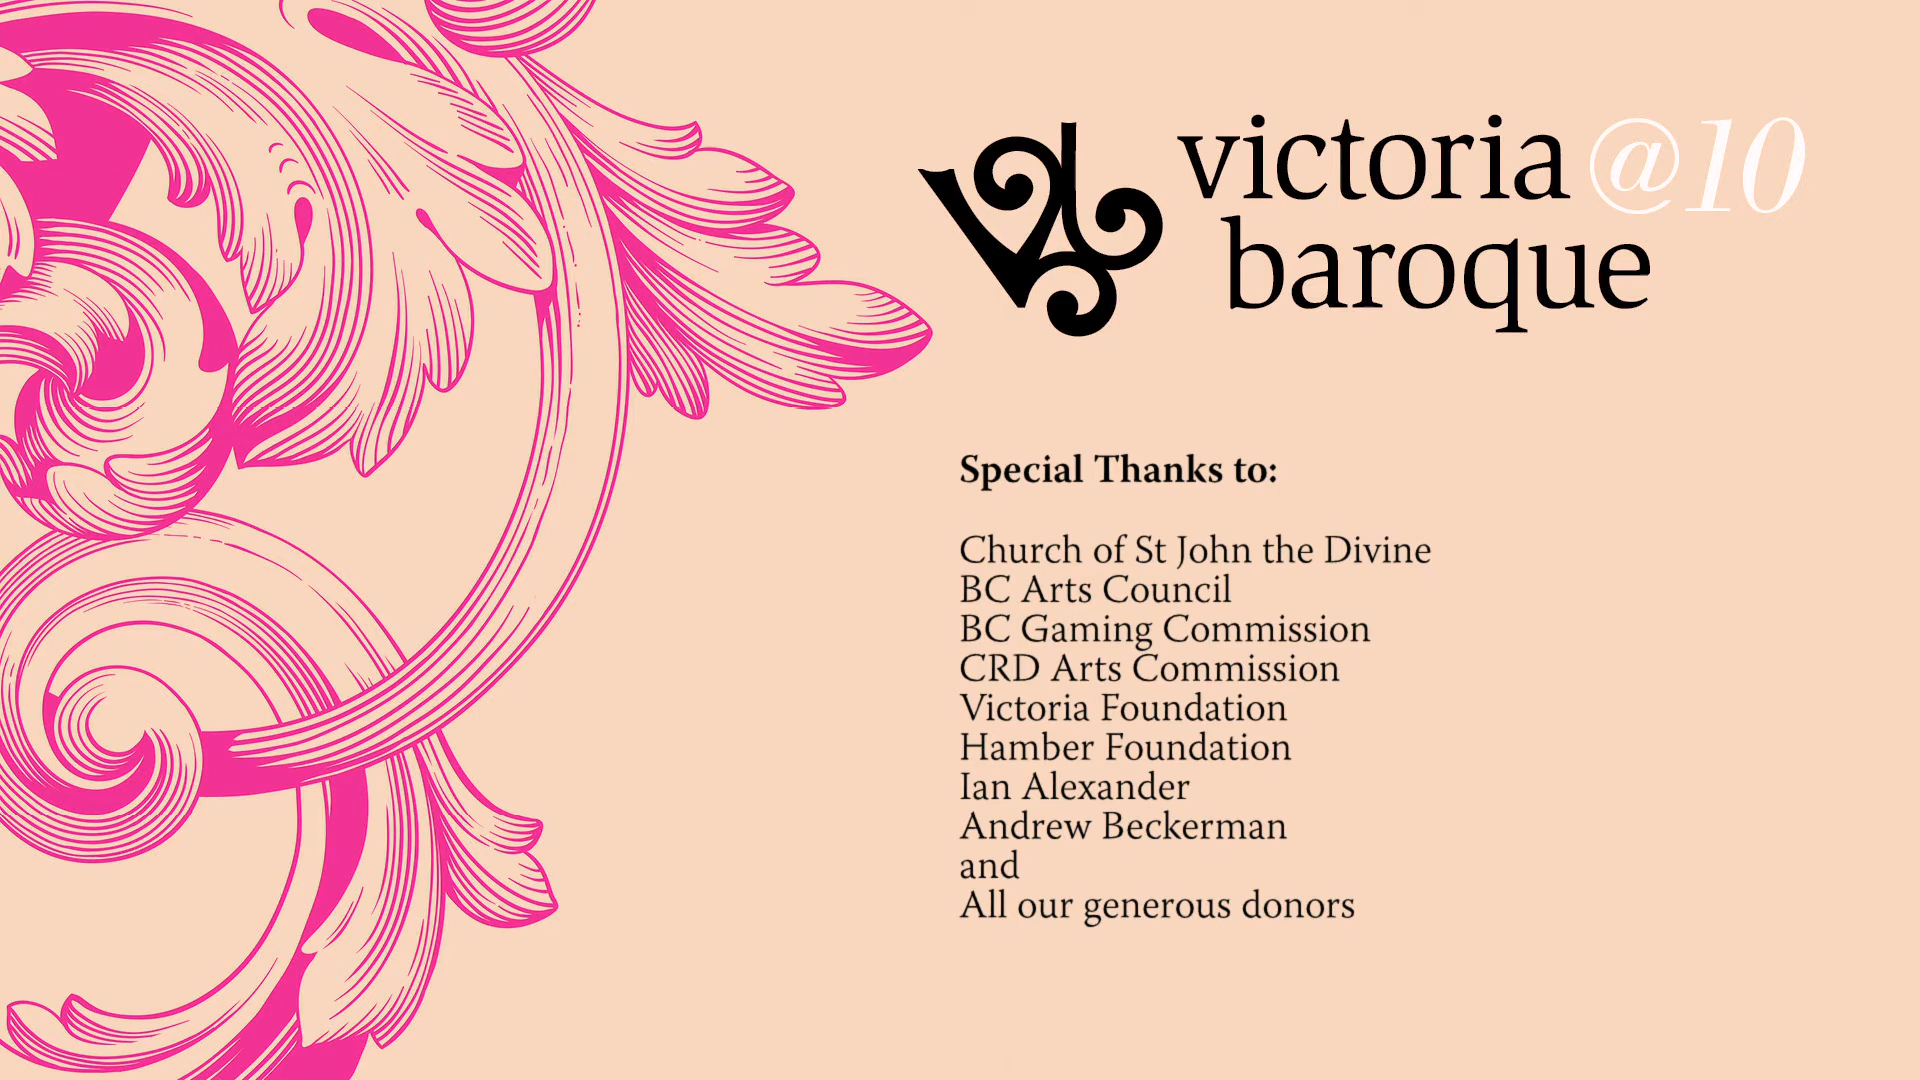 victoria @10
baroque
Special Thanks to:
Church of St John the Divine
BC Arts Council
BC Gaming Commission
CRD Arts Commission
Victoria Foundation
Hamber Foundation
Ian Alexander
Andrew Beckerman
and
All our generous donors